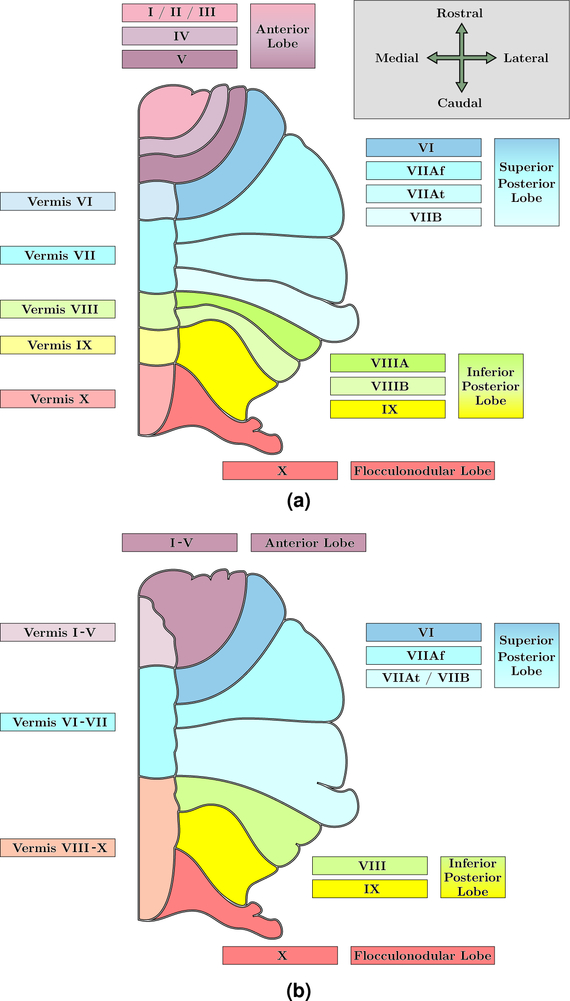 I / II / III
IV
V
Anterior
Lobe
Rostral
Medial
Lateral
Caudal
VI
VIIAf
VIIAt
VIIB
Superior
Posterior
Lobe
Vermis VI
Vermis VII
Vermis VIII
Vermis IX
Vermis X
VIIIA
VIIIB
IX
Inferior
Posterior
Lobe
X
Flocculonodular Lobe
(a)
I-V
Anterior Lobe
Vermis I-V
VI
VIIAf
VIIAt / VIIB
Superior
Posterior
Lobe
Vermis VI-VII
Vermis VIII-X
VIII
IX
Inferior
Posterior
Lobe
X
Flocculonodular Lobe
(b)